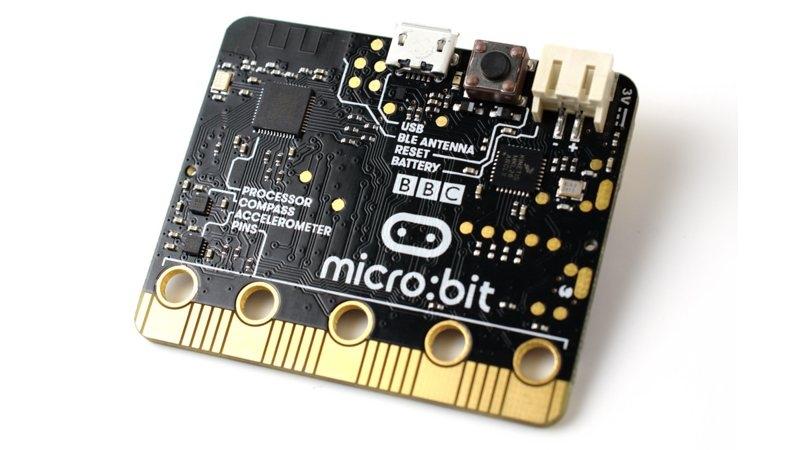 3V
USB
BLE ANTENNA
RESET
BATTERY
- +
BBC
PROCESSOR
COMPASS
ACCELEROMETER
PINS
micro:bit